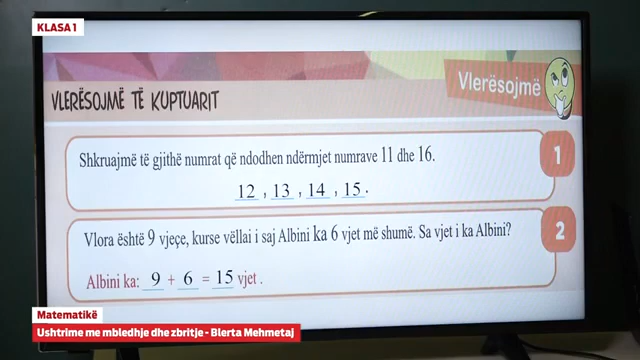 KLASA 1
Vlerësojmë
VLERËSOJMË TË KUPTUARIT
Shkruajmë të gjithë numrat që ndodhen ndërmjet numrave 11 dhe 16.
1
12 , 13 , 14 , 15 .
Vlora është 9 vjeçe, kurse vëllai i saj Albini ka 6 vjet më shumë. Sa vjet i ka Albini?
2
Albini ka: 9 + 6 = 15 vjet .
Matematikë
Ushtrime me mbledhje dhe zbritje - Blerta Mehmetaj